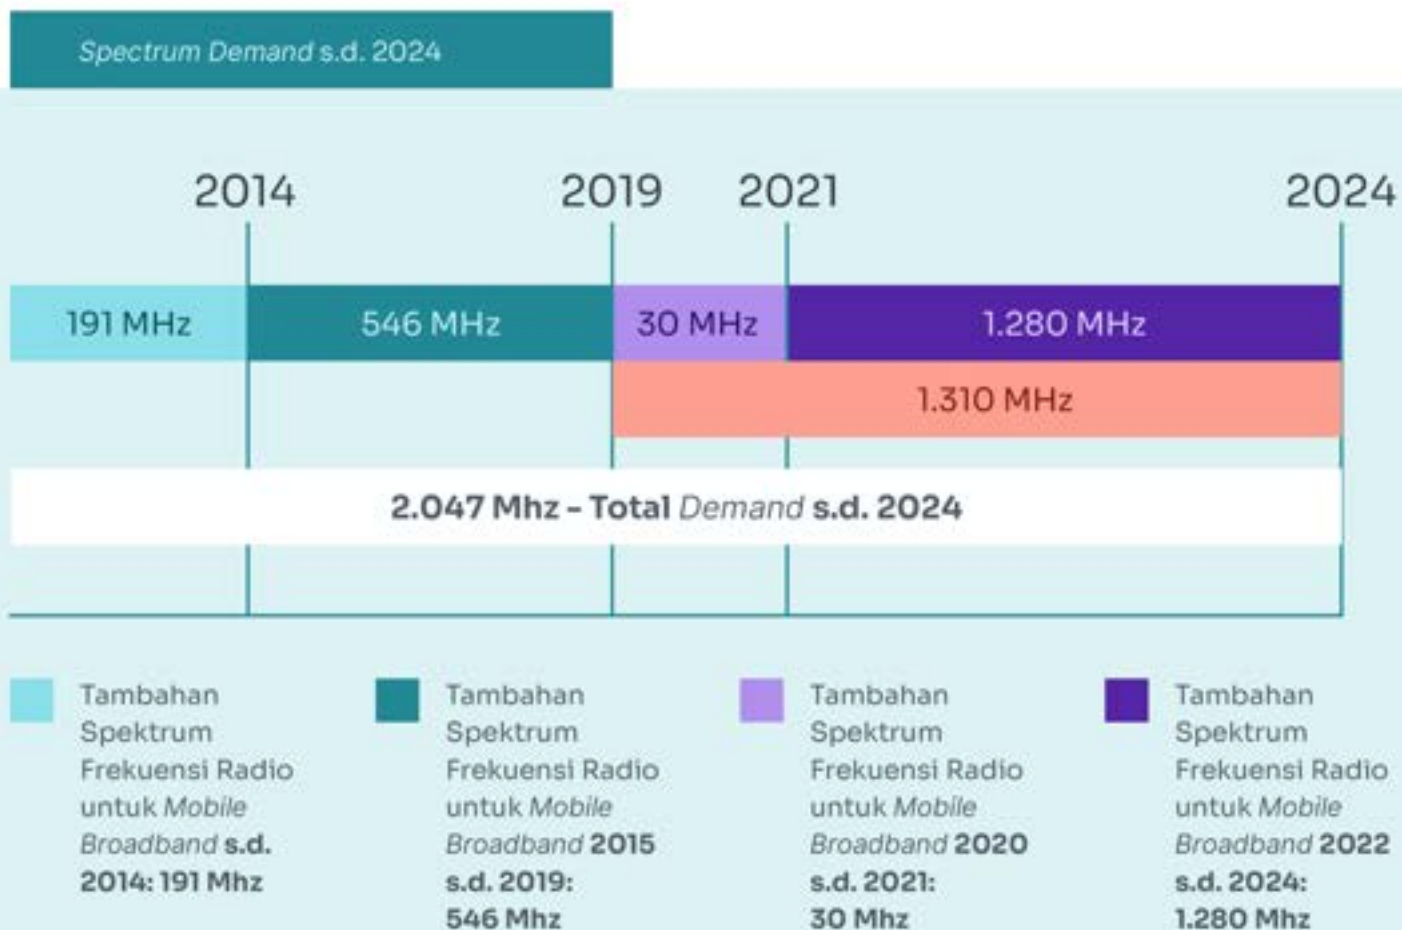 Spectrum Demand s.d. 2024
2014
2019
2021
2024
191 MHz
546 MHz
30 MHz
1.280 MHz
1.310 MHz
2.047 Mhz - Total Demand s.d. 2024
Tambahan
Spektrum
Frekuensi Radio
untuk Mobile
Broadband s.d.
2014: 191 Mhz
Tambahan
Spektrum
Frekuensi Radio
untuk Mobile
Broadband 2015
s.d. 2019:
546 Mhz
Tambahan
Spektrum
Frekuensi Radio
untuk Mobile
Broadband 2020
s.d. 2021:
30 Mhz
Tambahan
Spektrum
Frekuensi Radio
untuk Mobile
Broadband 2022
s.d. 2024:
1.280 Mhz